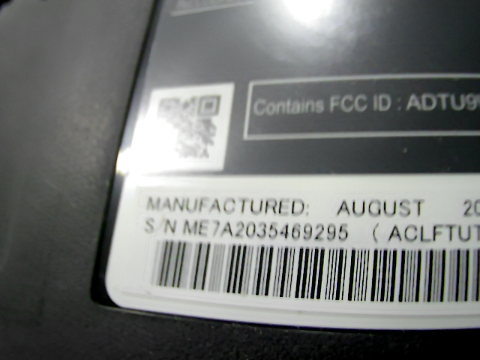 Contains FCC ID : ADTU9
MANUFACTURED: AUGUST 20
S/N ME7A2035469295 ( ACLFTUT